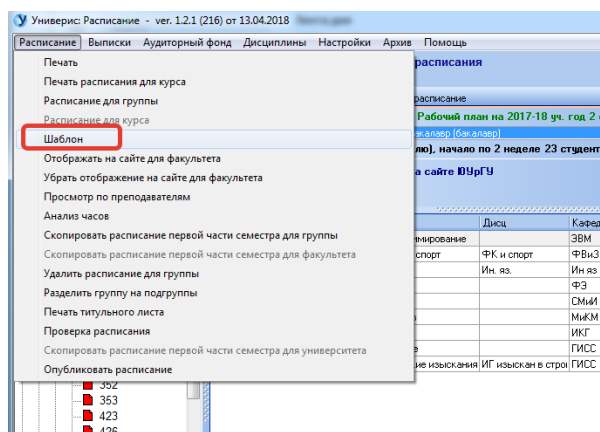 Универис: Расписание - ver. 1.2.1 (216) от 13.04.2018
Расписание Выписки Аудиторный фонд Дисциплины Настройки Архив Помощь
Печать
расписания
Печать расписания для курса
Расписание для группы
расписание
Расписание для курса
Рабочий план на 2017-18 уч. год 2
Шаблон
акалавр (бакалавр)
Отображать на сайте для факультета
лю), начало по 2 неделе 23 студент
Убрать отображение на сайте для факультета
а сайте ЮУрГУ
Просмотр по преподавателям
Анализ часов
Дисц Кафед
Скопировать расписание первой части семестра для группы
ммирование ЭВМ
Скопировать расписание первой части семестра для факультета
спорт ФК и спорт ФВиЗ
Удалить расписание для группы
Ин. яз. Ин яз
Разделить группу на подгруппы
ФЭ
СМиИ
Печать титульного листа
МиКМ
Проверка расписания
ИКГ
Скопировать расписание первой части семестра для университета
ГИСС
Опубликовать расписание
ие изыскания ИГ изыскан в строи ГИСС
352
353
423
426